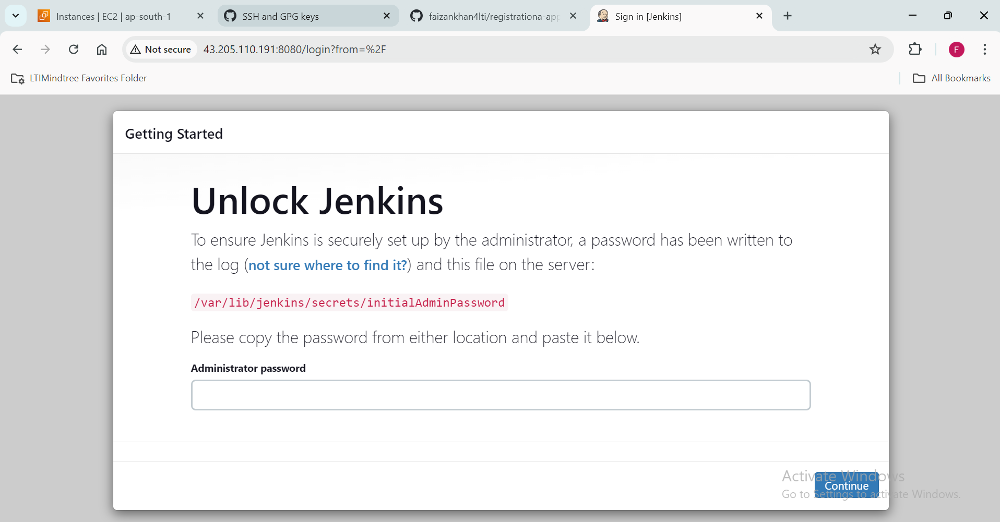 Instances | EC2 | ap-south-1
SSH and GPG keys
faizankhan4lti/registrationa-app
Sign in [Jenkins]
Not secure
43.205.110.191:8080/login?from=%2F
F
LTIMindtree Favorites Folder
All Bookmarks
Getting Started
Unlock Jenkins
To ensure Jenkins is securely set up by the administrator, a password has been written to
the log (not sure where to find it?) and this file on the server:
/var/lib/jenkins/secrets/initialAdminPassword
Please copy the password from either location and paste it below.
Administrator password
Activate Windows
Continue
Go to Settings to activate Windows.